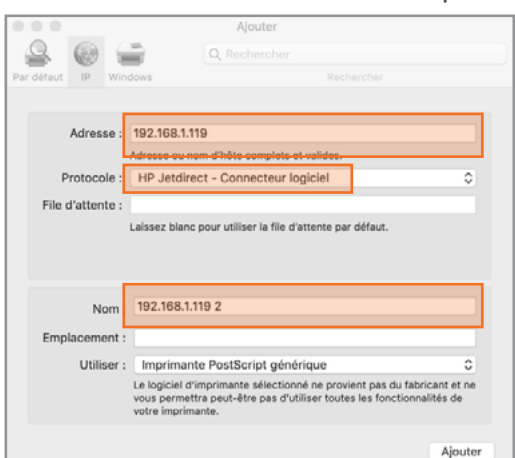 Ajouter
Rechercher
Par défaut IP Windows Rechercher
Adresse : 192.168.1.119
Adresse ou nom d'hôte complets et valides.
Protocole : HP Jetdirect - Connecteur logiciel
File d'attente :
Laissez blanc pour utiliser la file d'attente par défaut.
Nom 192.168.1.119 2
Emplacement :
Utiliser : Imprimante PostScript générique
Le logiciel d'imprimante sélectionné ne provient pas du fabricant et ne
vous permettra peut-être pas d'utiliser toutes les fonctionnalités de
votre imprimante.
Ajouter